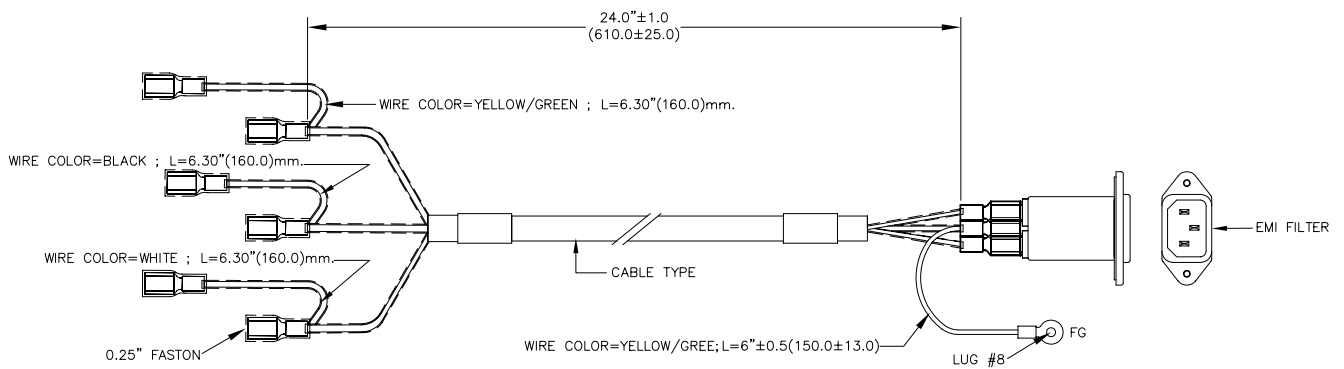 24.0"±1.0
(610.0±25.0)
WIRE COLOR=YELLOW/GREEN ; L=6.30"(160.0)mm.
WIRE COLOR=BLACK ; L=6.30"(160.0)mm.
EMI FILTER
WIRE COLOR=WHITE ; L=6.30"(160.0)mm.
CABLE TYPE
0.25" FASTON
WIRE COLOR=YELLOW/GREE;L=6"±0.5(150.0±13.0)
FG
LUG #8